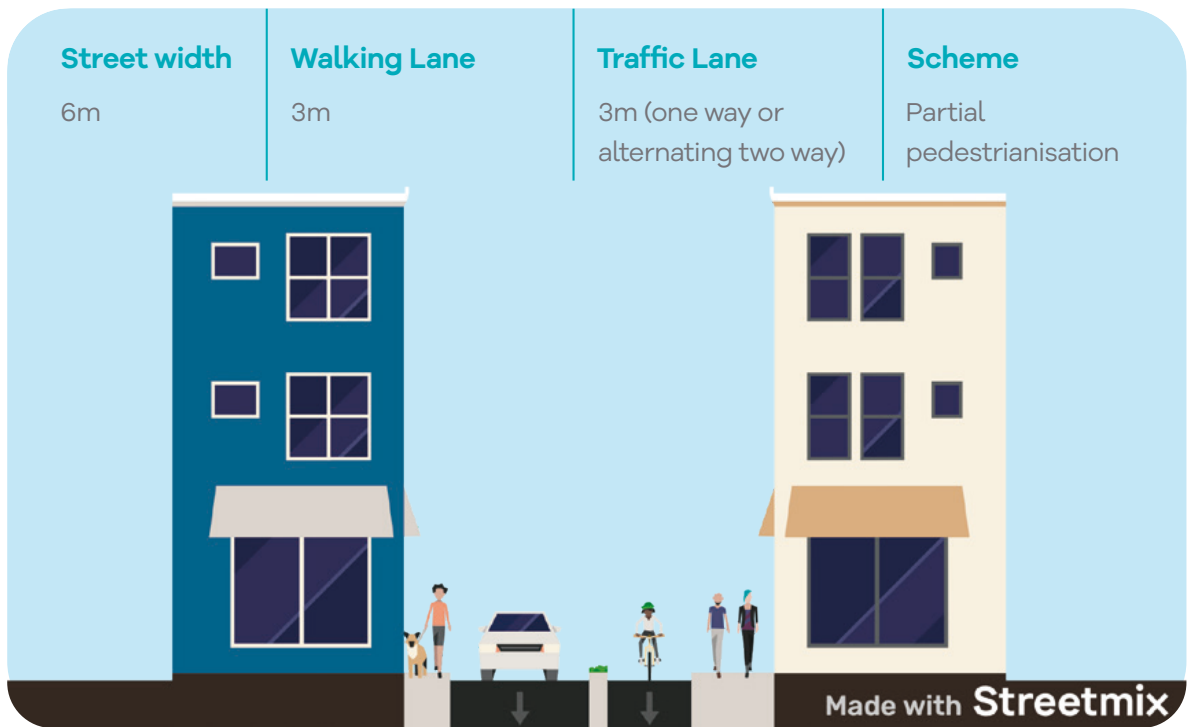 Street width
6m
Walking Lane
3m
Traffic Lane
3m (one way or
alternating two way)
Scheme
Partial
pedestrianisation
Made with Streetmix